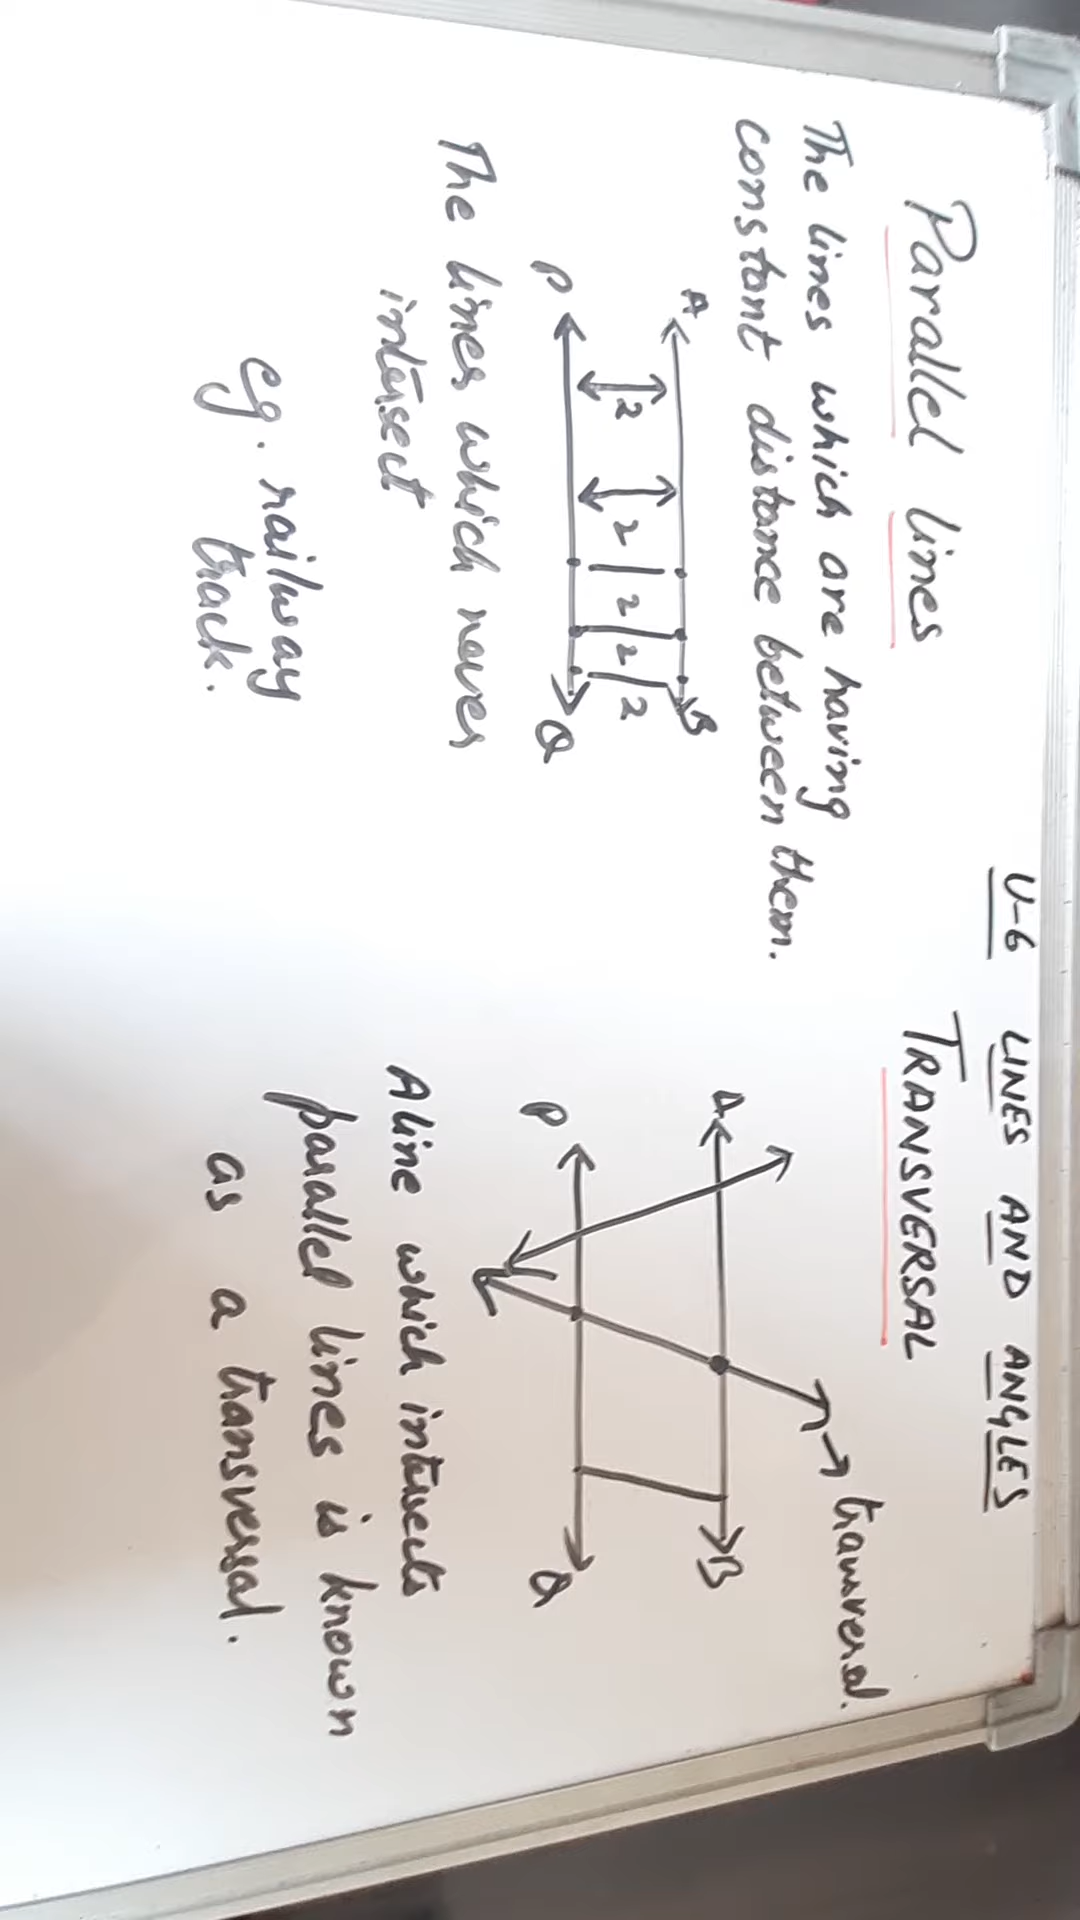 U-6 LINES AND ANGLES
Parallel lines
The lines which are having
constant distance between them.
A B
2 2 2 2 2
P Q
The lines which never
intersect
eg. railway
track.
TRANSVERSAL
transversal.
A B
P Q
A line which intersects
parallel lines is known
as a transversal.